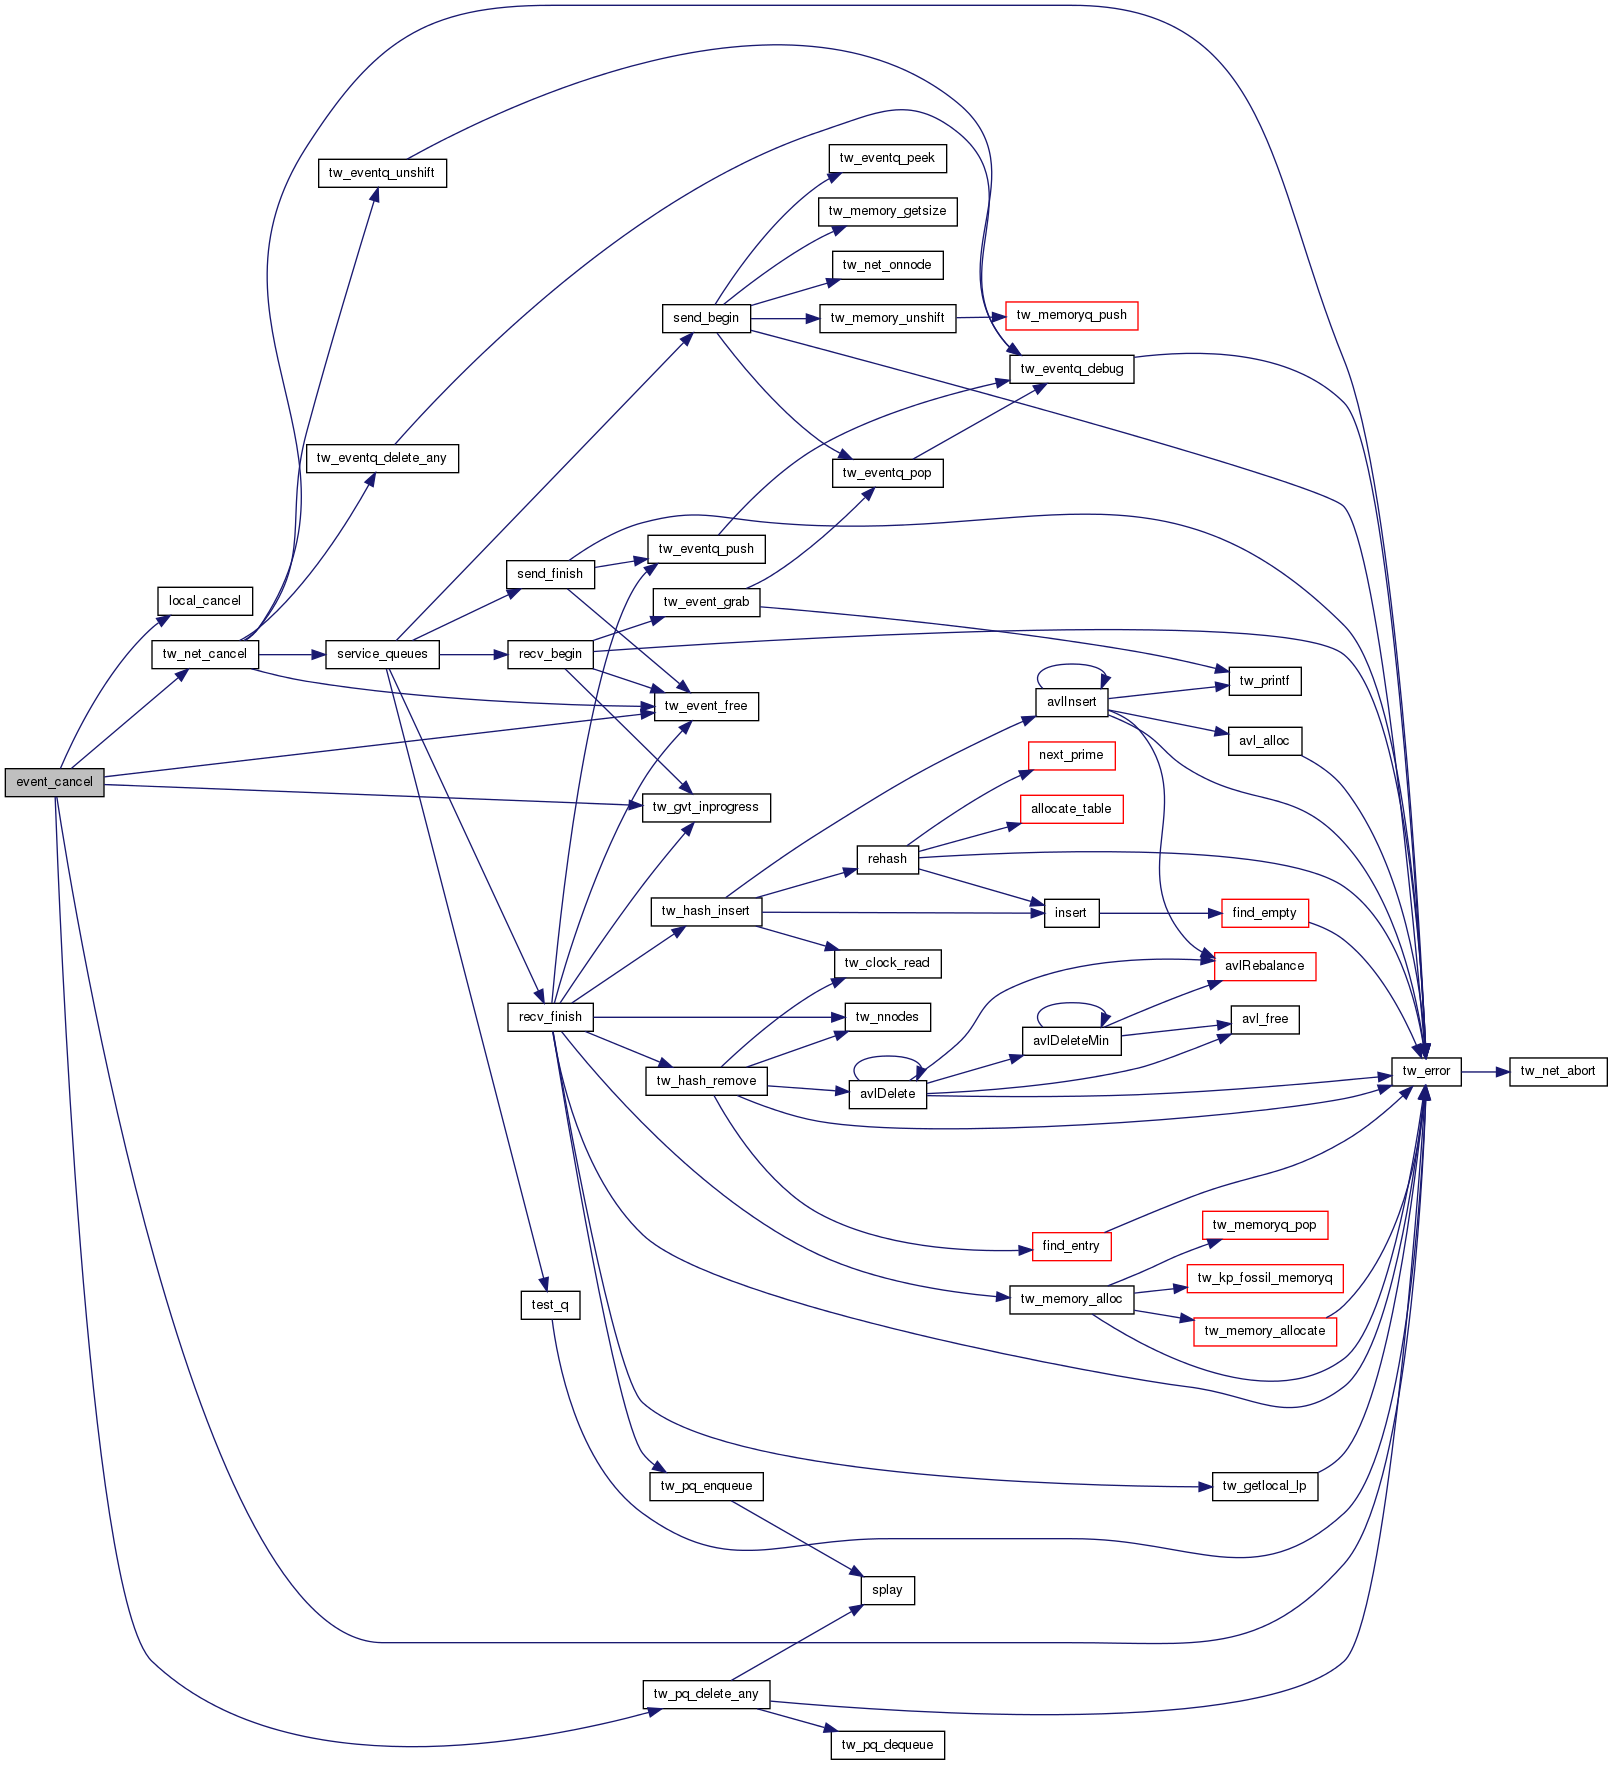 tw_eventq_peek
tw_eventq_unshift
tw_memory_getsize
tw_net_onnode
send_begin
tw_memory_unshift
tw_memoryq_push
tw_eventq_debug
tw_eventq_delete_any
tw_eventq_pop
tw_eventq_push
send_finish
local_cancel
tw_event_grab
tw_net_cancel
service_queues
recv_begin
tw_printf
avlInsert
tw_event_free
avl_alloc
next_prime
event_cancel
tw_gvt_inprogress
allocate_table
rehash
tw_hash_insert
insert
find_empty
tw_clock_read
avlRebalance
recv_finish
tw_nnodes
avl_free
avlDeleteMin
tw_error
tw_net_abort
tw_hash_remove
avlDelete
tw_memoryq_pop
find_entry
tw_kp_fossil_memoryq
tw_memory_alloc
test_q
tw_memory_allocate
tw_pq_enqueue
tw_getlocal_lp
splay
tw_pq_delete_any
tw_pq_dequeue